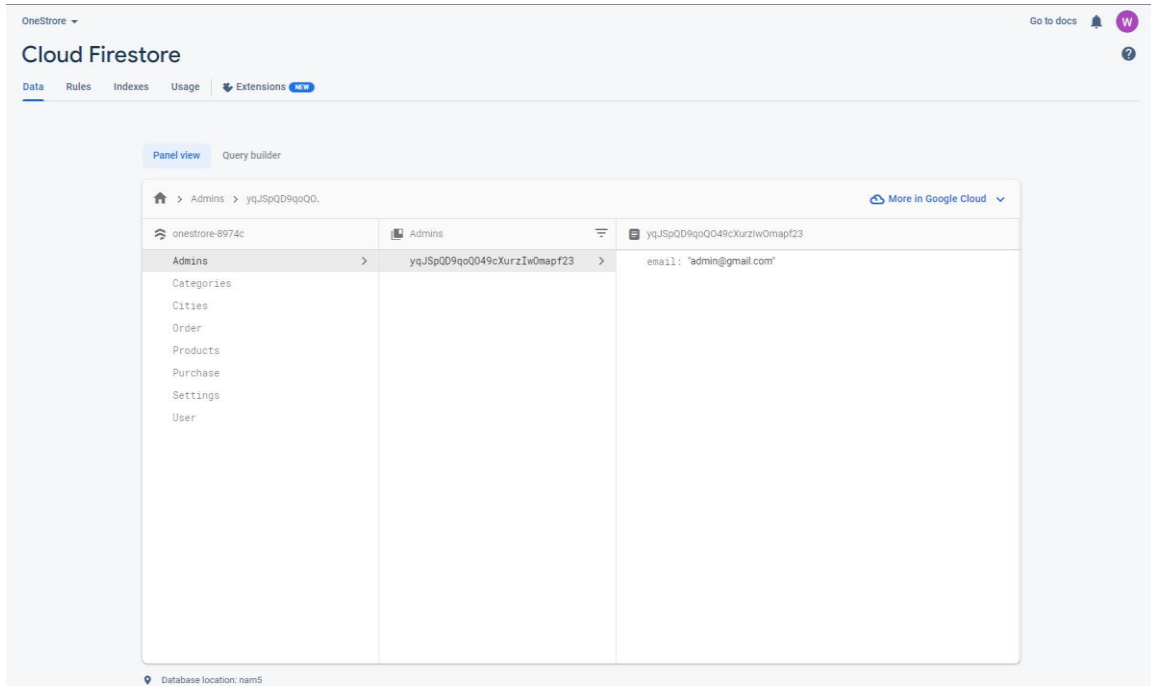 OneStrore
Go to docs
W
Cloud Firestore
Data Rules Indexes Usage Extensions NEW
Panel view Query builder
Admins > yqJSpQD9qoQO.
More in Google Cloud
onestrore-8974c
Admins
Categories
Cities
Order
Products
Purchase
Settings
User
Admins
yqJSpQD9qoQO49cXurzIwOmapf23
yqJSpQD9qoQO49cXurzIwOmapf23
email: "admin@gmail.com"
Database location: nam5